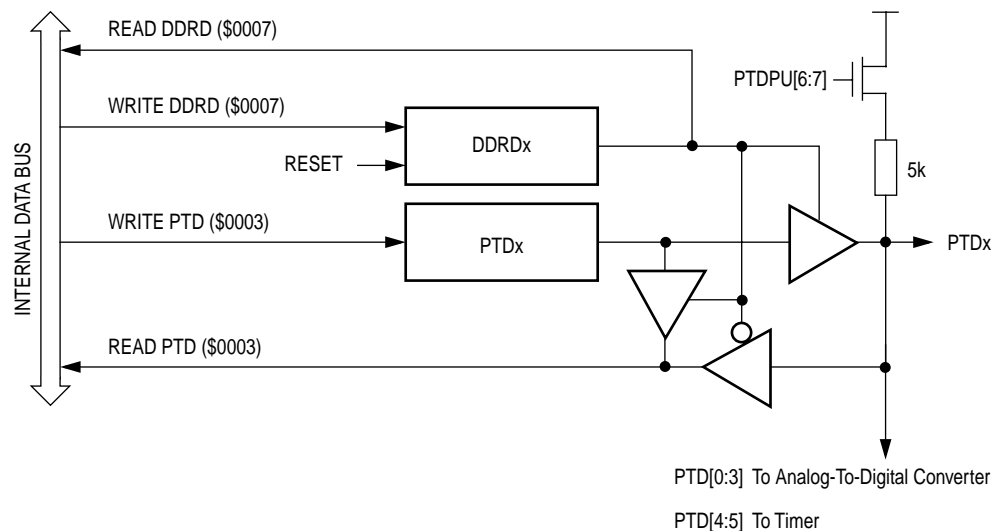 READ DDRD ($0007)
PTDPU[6:7]
WRITE DDRD ($0007)
DDRDx
RESET
5k
INTERNAL DATA BUS
WRITE PTD ($0003)
PTDx
PTDx
READ PTD ($0003)
PTD[0:3] To Analog-To-Digital Converter
PTD[4:5] To Timer